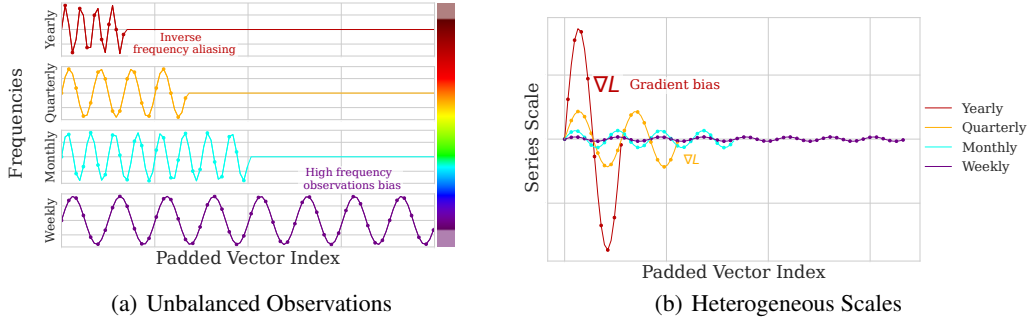 Frequencies
Yearly
Quarterly
Monthly
Weekly
Inverse
frequency aliasing
High frequency
observations bias
Padded Vector Index
(a) Unbalanced Observations
Series Scale
∇L Gradient bias
∇L
Padded Vector Index
Yearly
Quarterly
Monthly
Weekly
(b) Heterogeneous Scales